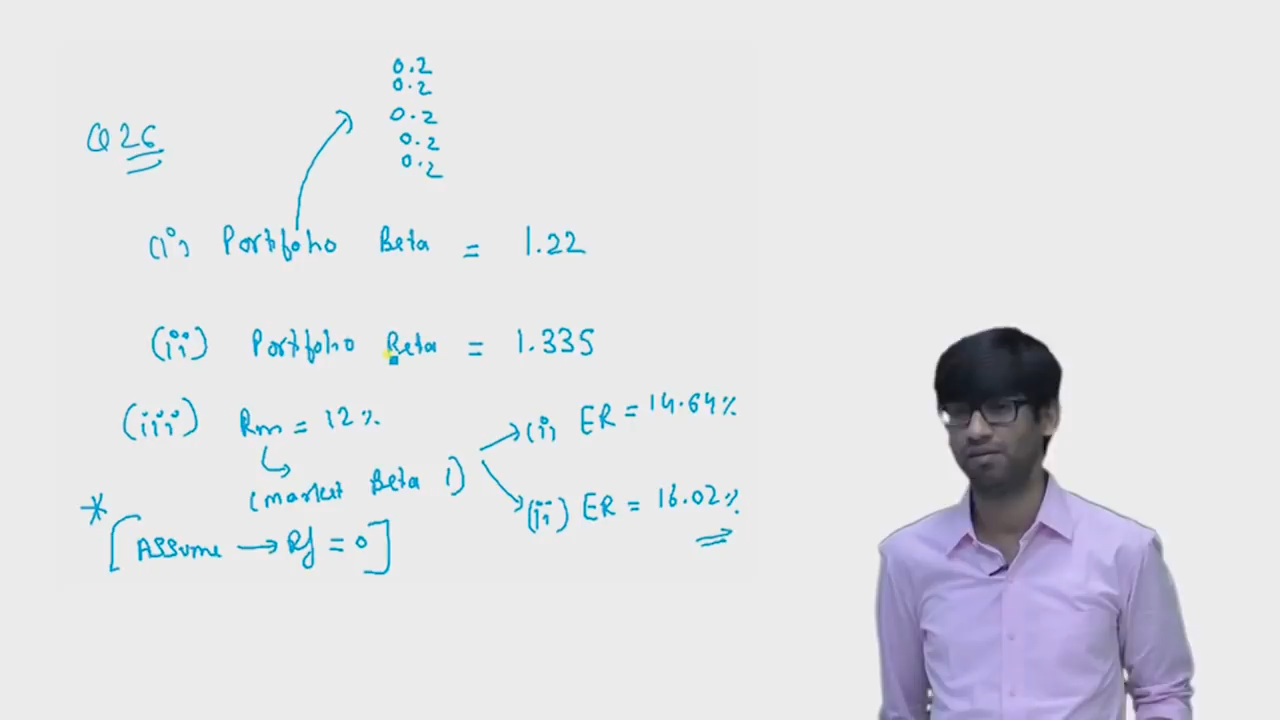 0.2
0.2
0.2
0.2
0.2
Q26
(i) Portfolio Beta = 1.22
(ii) Portfolio Beta = 1.335
(iii) Rm = 12%
(market Beta 1)
(i) ER = 14.64%
(ii) ER = 16.02%
* [Assume → Rf = 0]